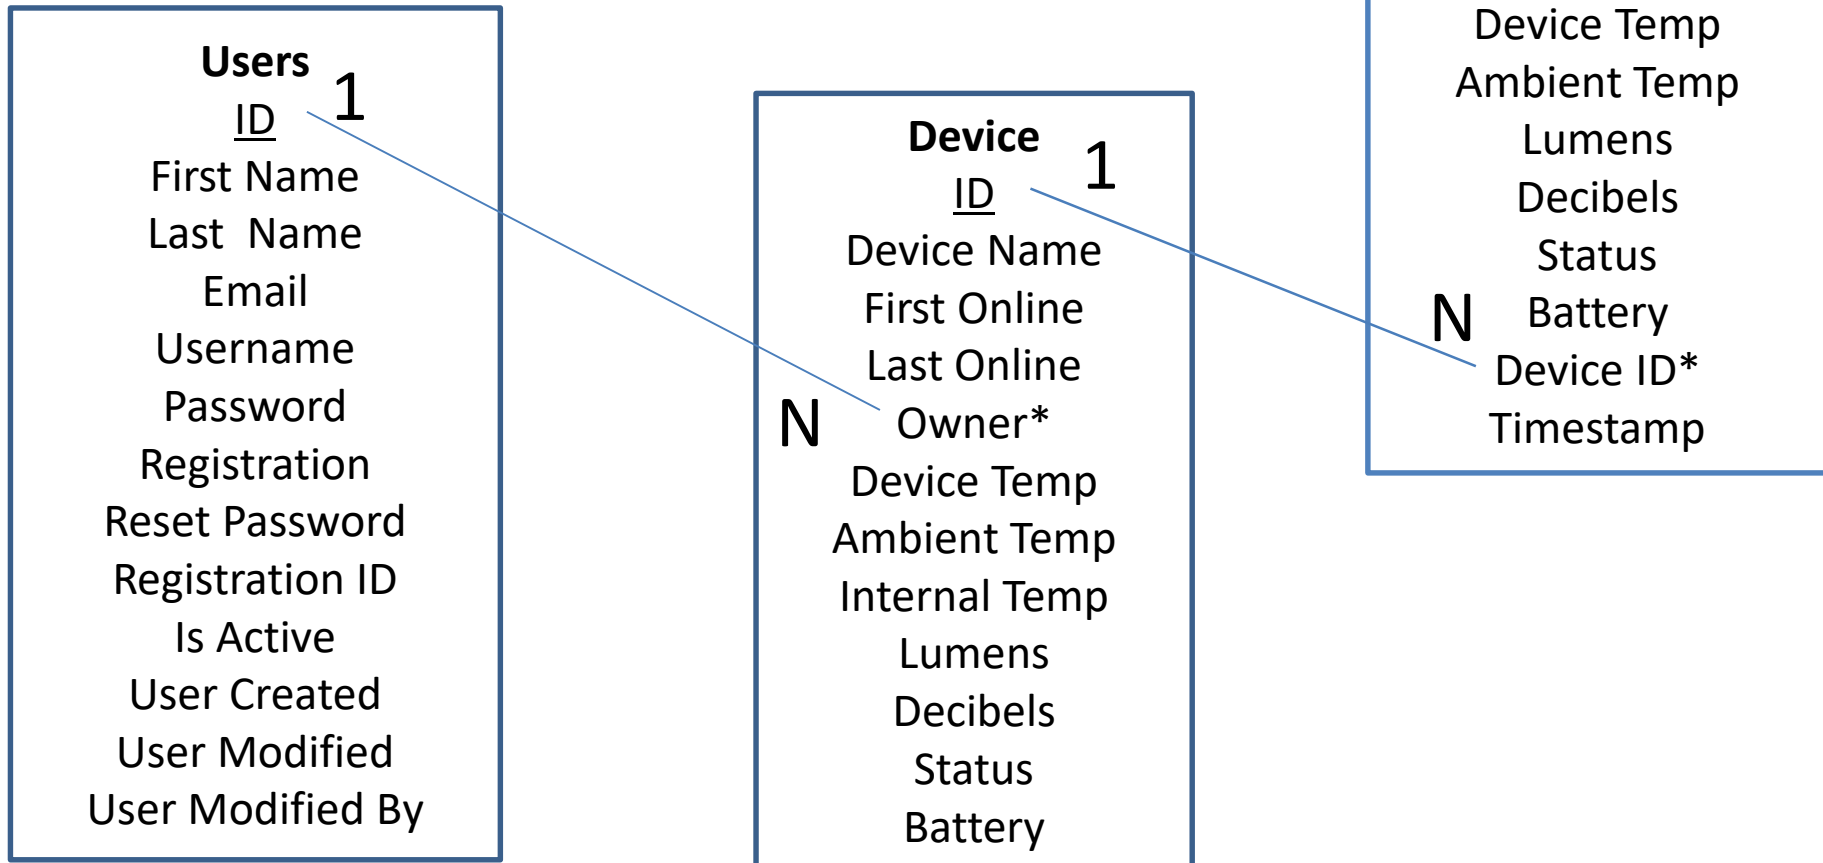 Users
1
ID
First Name
Last  Name
Email
Username
Password
Registration
Reset Password
Registration ID
Is Active
User Created
User Modified
User Modified By
Device
1
ID
Device Name
First Online
Last Online
N
Owner*
Device Temp
Ambient Temp
Internal Temp
Lumens
Decibels
Status
Battery
Device Temp
Ambient Temp
Lumens
Decibels
Status
N
Battery
Device ID*
Timestamp